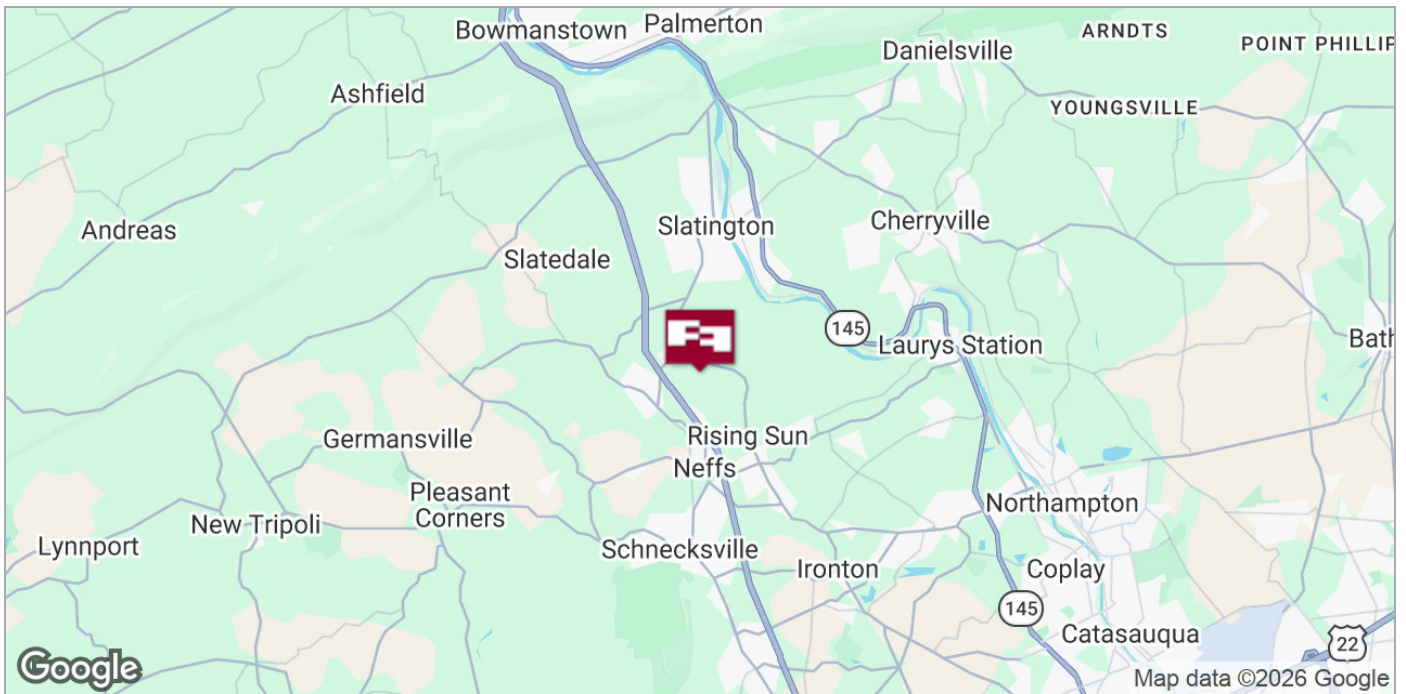 Bowmanstown
Palmerton
Danielsville
ARNDTS
POINT PHILLIP
Ashfield
YOUNGSVILLE
Andreas
Slatington
Cherryville
Slatedale
145
Laurys Station
Bath
Germansville
Rising Sun
Neffs
Pleasant
Corners
New Tripoli
Northampton
Lynnport
Schnecksville
Ironton
Coplay
145
Catasauqua
22
Google
Map data ©2026 Google